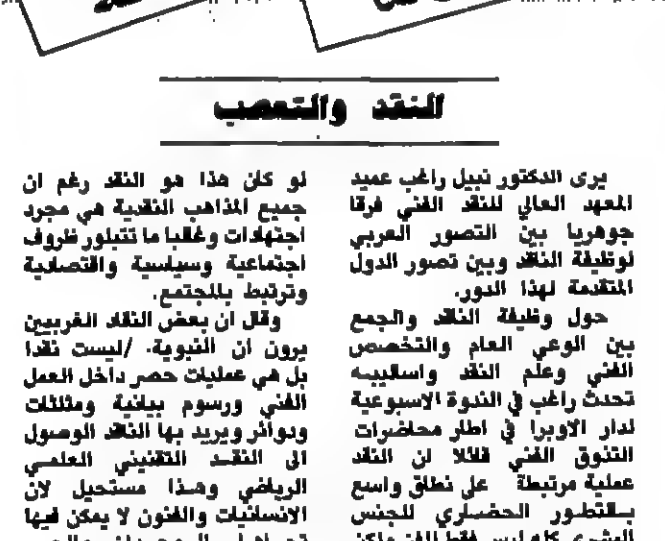 النقد والتعصب
يرى الدكتور نبيل راغب عميد
المعهد العالي للنقد الفني فرقا
جوهريا بين التصور العربي
لوظيفة الناقد وبين تصور الدول
المتقدمة لهذا الدور.
حول وظيفة الناقد والجمع
بين الوعي العام والتخصص
الفني وعلم النقد واساليبه
تحدث راغب في الندوة الاسبوعية
لدار الاوبرا في اطار محاضرات
التذوق الفني قائلا ان النقد
عملية مرتبطة على نطاق واسع
بالتطور الحضاري للجنس
البشري كله ليس فقط الفن ولكن
لو كان هذا هو النقد رغم ان
جميع المذاهب النقدية هي مجرد
اجتهادات وغالبا ما تتبلور ظروف
اجتماعية وسياسية واقتصادية
وترتبط بالمجتمع.
وقال ان بعض النقاد الغربيين
يرون ان البنيوية. /ليست نقدا
بل هي عمليات حصر داخل العمل
الفني ورسوم بيانية ومثلثات
ودوائر ويريد بها الناقد الوصول
الى النقد التقنيني العلمي
الرياضي وهذا مستحيل لان
الانسانيات والفنون لا يمكن فيها